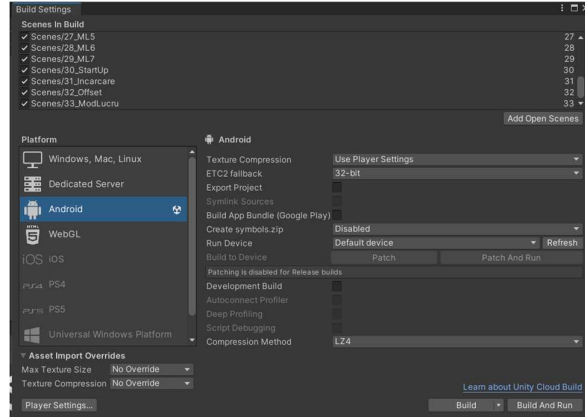 Build Settings
Scenes In Build
Scenes/27_ML5 27
Scenes/28_ML6 28
Scenes/29_ML7 29
Scenes/30_StartUp 30
Scenes/31_Incarcare 31
Scenes/32_Offset 32
Scenes/33_ModLucru 33
Add Open Scenes
Platform
Windows, Mac, Linux
Dedicated Server
Android
WebGL
iOS iOS
PS4 PS4
PS5 PS5
Universal Windows Platform
Android
Texture Compression Use Player Settings
ETC2 fallback 32-bit
Export Project
Symlink Sources
Build App Bundle (Google Play)
Create symbols.zip Disabled
Run Device Default device Refresh
Build to Device Patch Patch And Run
Patching is disabled for Release builds
Development Build
Autoconnect Profiler
Deep Profiling
Script Debugging
Compression Method LZ4
Asset Import Overrides
Max Texture Size No Override
Texture Compression No Override
Learn about Unity Cloud Build
Player Settings... Build Build And Run